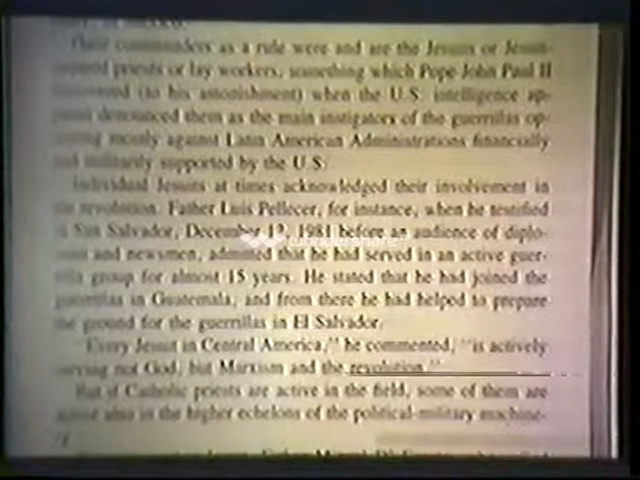 Their commanders as a rule were and are the Jesuits or Jesuit-
priests or lay workers, something which Pope John Paul II
(to his astonishment) when the U.S. intelligence ap-
denounced them as the main instigators of the guerrillas op-
mostly against Latin American Administrations financially
and militarily supported by the U.S.
Individual Jesuits at times acknowledged their involvement in
the revolution. Father Luis Pellecer, for instance, when he testified
in San Salvador, December 12, 1981 before an audience of diplo-
and newsmen, admitted that he had served in an active guer-
rilla group for almost 15 years. He stated that he had joined the
guerrillas in Guatemala, and from there he had helped to prepare
the ground for the guerrillas in El Salvador.
wondershare
"Every Jesuit in Central America," he commented, "is actively
serving not God, but Marxism and the revolution."
But if Catholic priests are active in the field, some of them are
active also in the higher echelons of the political-military machine-